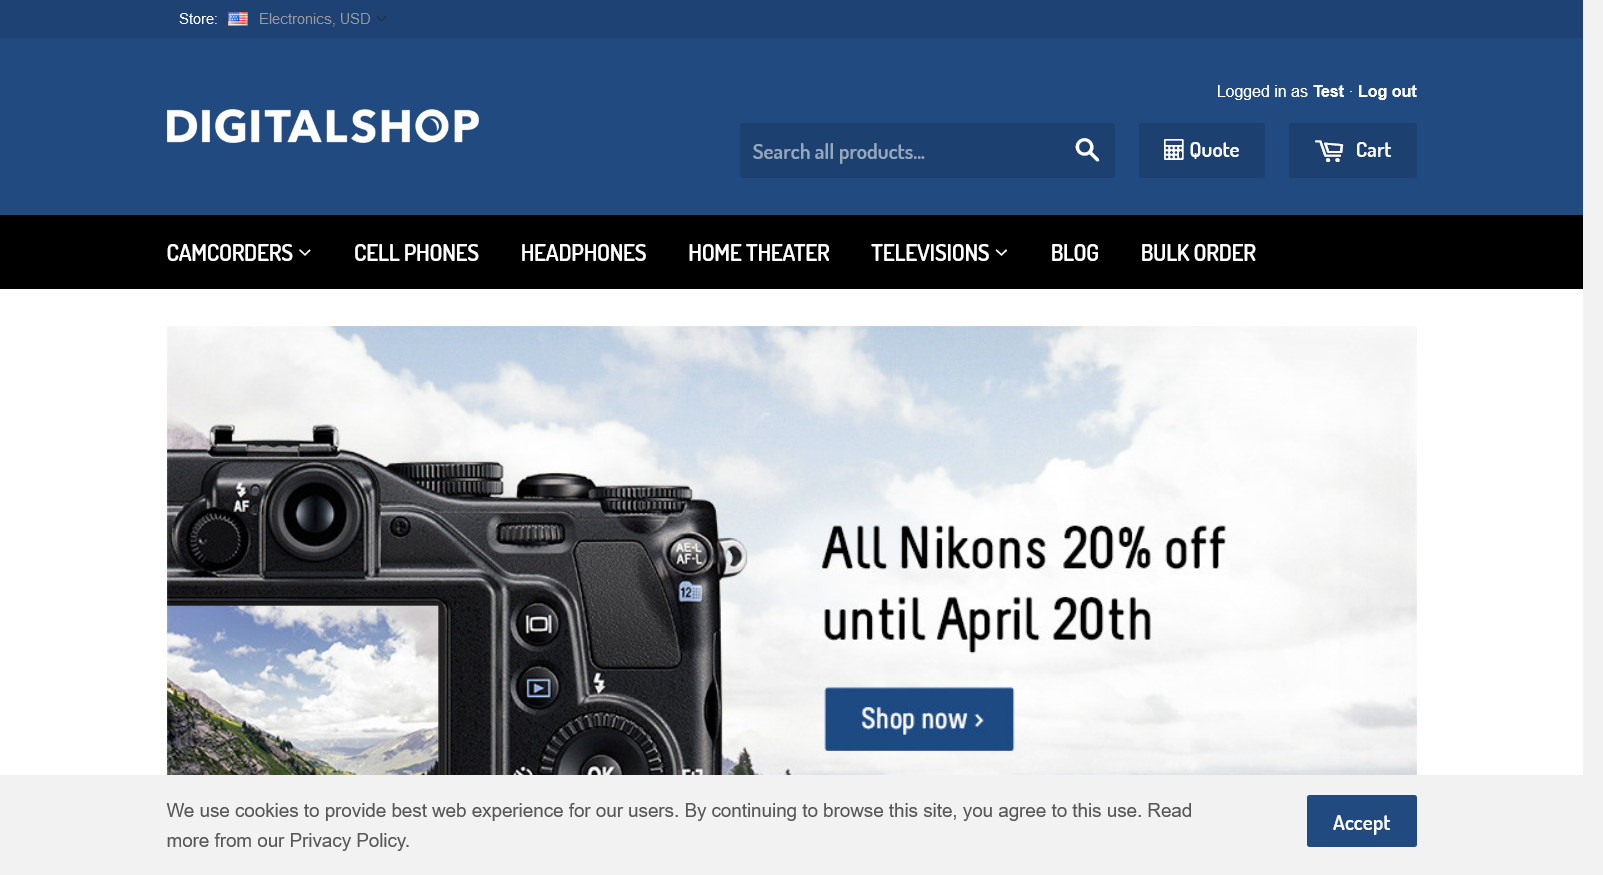 Store: Electronics, USD
Logged in as Test · Log out
DIGITALSHOP
Search all products...
Quote
Cart
CAMCORDERS
CELL PHONES
HEADPHONES
HOME THEATER
TELEVISIONS
BLOG
BULK ORDER
AF
AE-L
AF-L
12
All Nikons 20% off
until April 20th
Shop now ›
OK
We use cookies to provide best web experience for our users. By continuing to browse this site, you agree to this use. Read
more from our Privacy Policy.
Accept